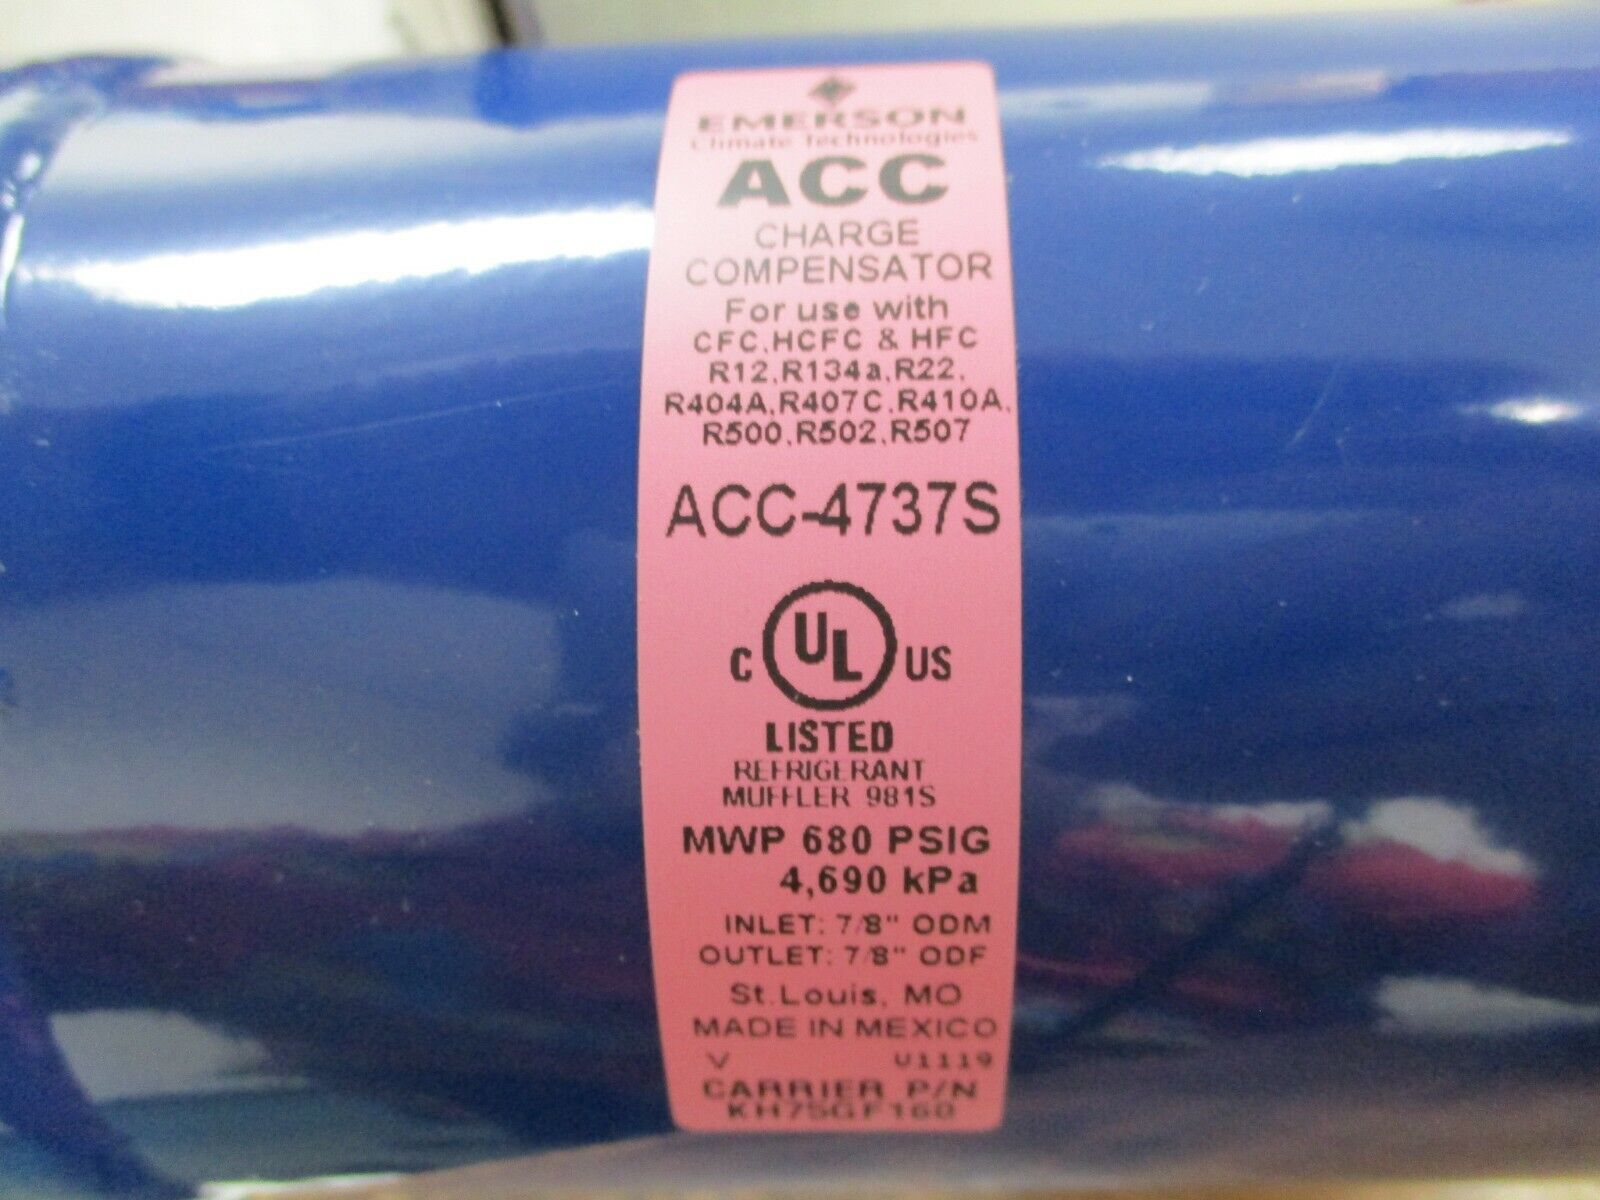 EMERSON
Climate Technologies
ACC
CHARGE
COMPENSATOR
For use with
CFC,HCFC & HFC
R12,R134a,R22,
R404A,R407C,R410A,
R500,R502,R507
ACC-4737S
C UL US
LISTED
REFRIGERANT
MUFFLER 981S
MWP 680 PSIG
4,690 kPa
INLET: 7/8" ODM
OUTLET: 7/8" ODF
St.Louis, MO
MADE IN MEXICO
V U1119
CARRIER P/N
KH75GF160